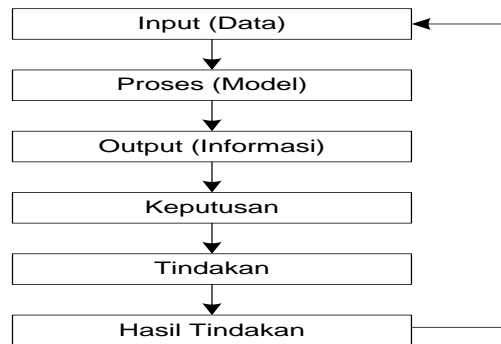 Input (Data)
Proses (Model)
Output (Informasi)
Keputusan
Tindakan
Hasil Tindakan